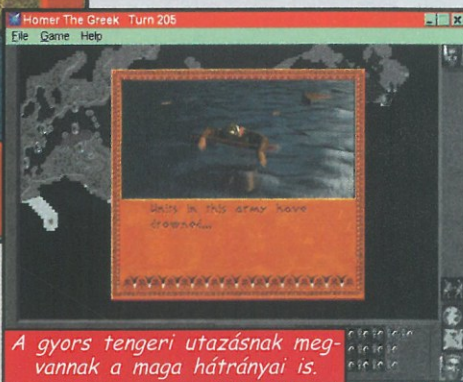 Homer The Greek Turn 205
File Game Help
Units in this army have
drowned...
A gyors tengeri utazásnak meg-
vannak a maga hátrányai is.